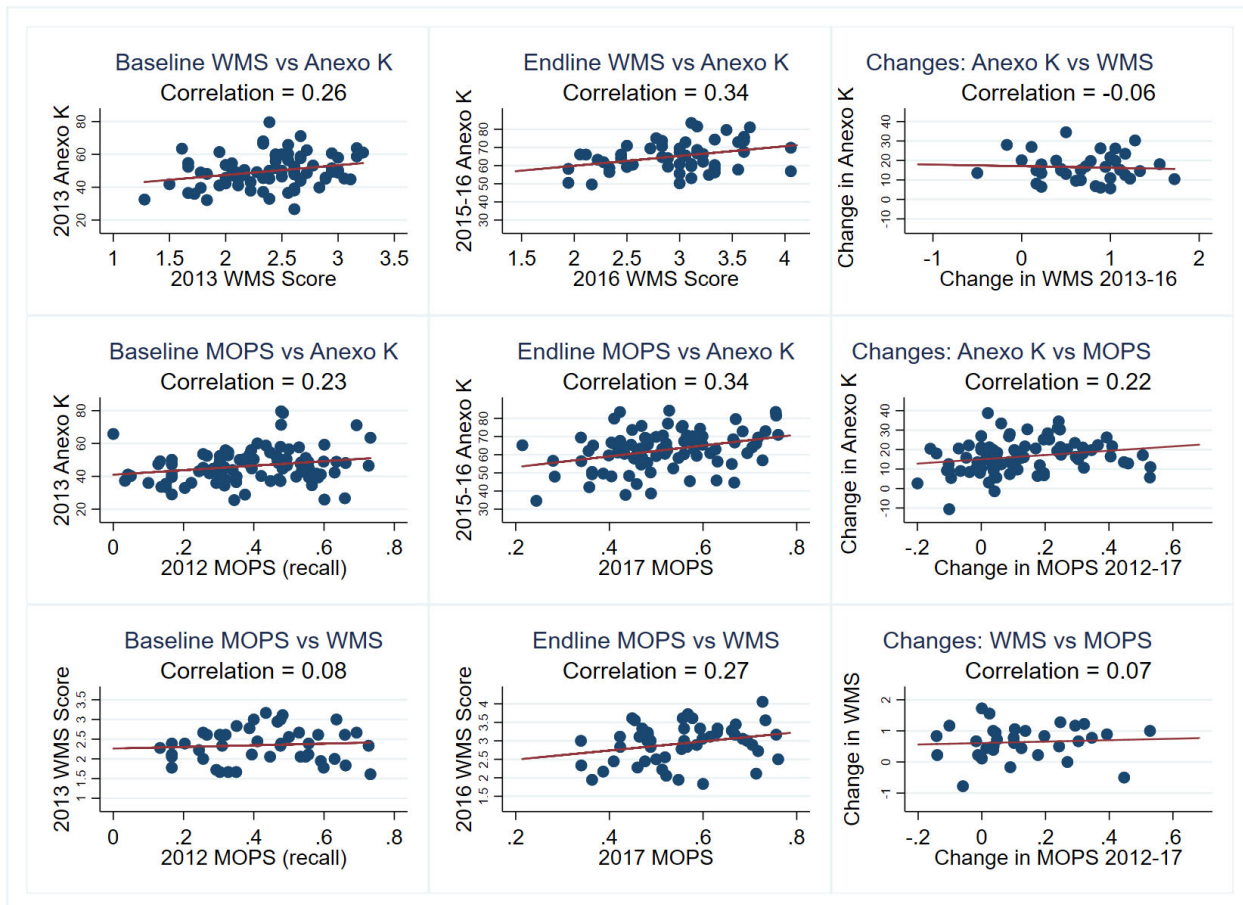 Baseline WMS vs Anexo K
Correlation = 0.26
2013 Anexo K
80
60
40
20
1
1.5
2
2.5
3
3.5
2013 WMS Score
Endline WMS vs Anexo K
Correlation = 0.34
2015-16 Anexo K
80
70
60
50
40
30
1.5
2
2.5
3
3.5
4
2016 WMS Score
Changes: Anexo K vs WMS
Correlation = -0.06
Change in Anexo K
40
30
20
10
0
-10
-1
0
1
2
Change in WMS 2013-16
Baseline MOPS vs Anexo K
Correlation = 0.23
2013 Anexo K
80
60
40
20
0
.2
.4
.6
.8
2012 MOPS (recall)
Endline MOPS vs Anexo K
Correlation = 0.34
2015-16 Anexo K
80
70
60
50
40
30
.2
.4
.6
.8
2017 MOPS
Changes: Anexo K vs MOPS
Correlation = 0.22
Change in Anexo K
40
30
20
10
0
-10
-.2
0
.2
.4
.6
Change in MOPS 2012-17
Baseline MOPS vs WMS
Correlation = 0.08
2013 WMS Score
3.5
3
2.5
2
1.5
1
0
.2
.4
.6
.8
2012 MOPS (recall)
Endline MOPS vs WMS
Correlation = 0.27
2016 WMS Score
4
3.5
3
2.5
2
1.5
.2
.4
.6
.8
2017 MOPS
Changes: WMS vs MOPS
Correlation = 0.07
Change in WMS
2
1
0
-1
-.2
0
.2
.4
.6
Change in MOPS 2012-17